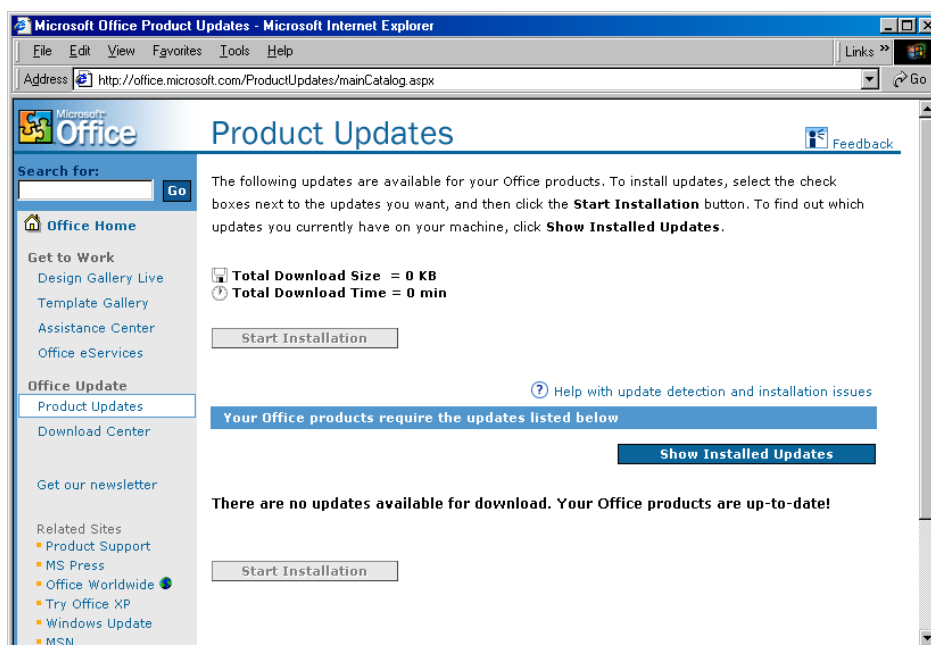 Microsoft Office Product Updates - Microsoft Internet Explorer
File Edit View Favorites Tools Help
Links »
Address http://office.microsoft.com/ProductUpdates/mainCatalog.aspx
Go
Microsoft
Office
Product Updates
Feedback
Search for:
Go
Office Home
Get to Work
Design Gallery Live
Template Gallery
Assistance Center
Office eServices
Office Update
Product Updates
Download Center
Get our newsletter
Related Sites
Product Support
MS Press
Office Worldwide
Try Office XP
Windows Update
MSN
The following updates are available for your Office products. To install updates, select the check
boxes next to the updates you want, and then click the Start Installation button. To find out which
updates you currently have on your machine, click Show Installed Updates.
Total Download Size = 0 KB
Total Download Time = 0 min
Start Installation
Help with update detection and installation issues
Your Office products require the updates listed below
Show Installed Updates
There are no updates available for download. Your Office products are up-to-date!
Start Installation